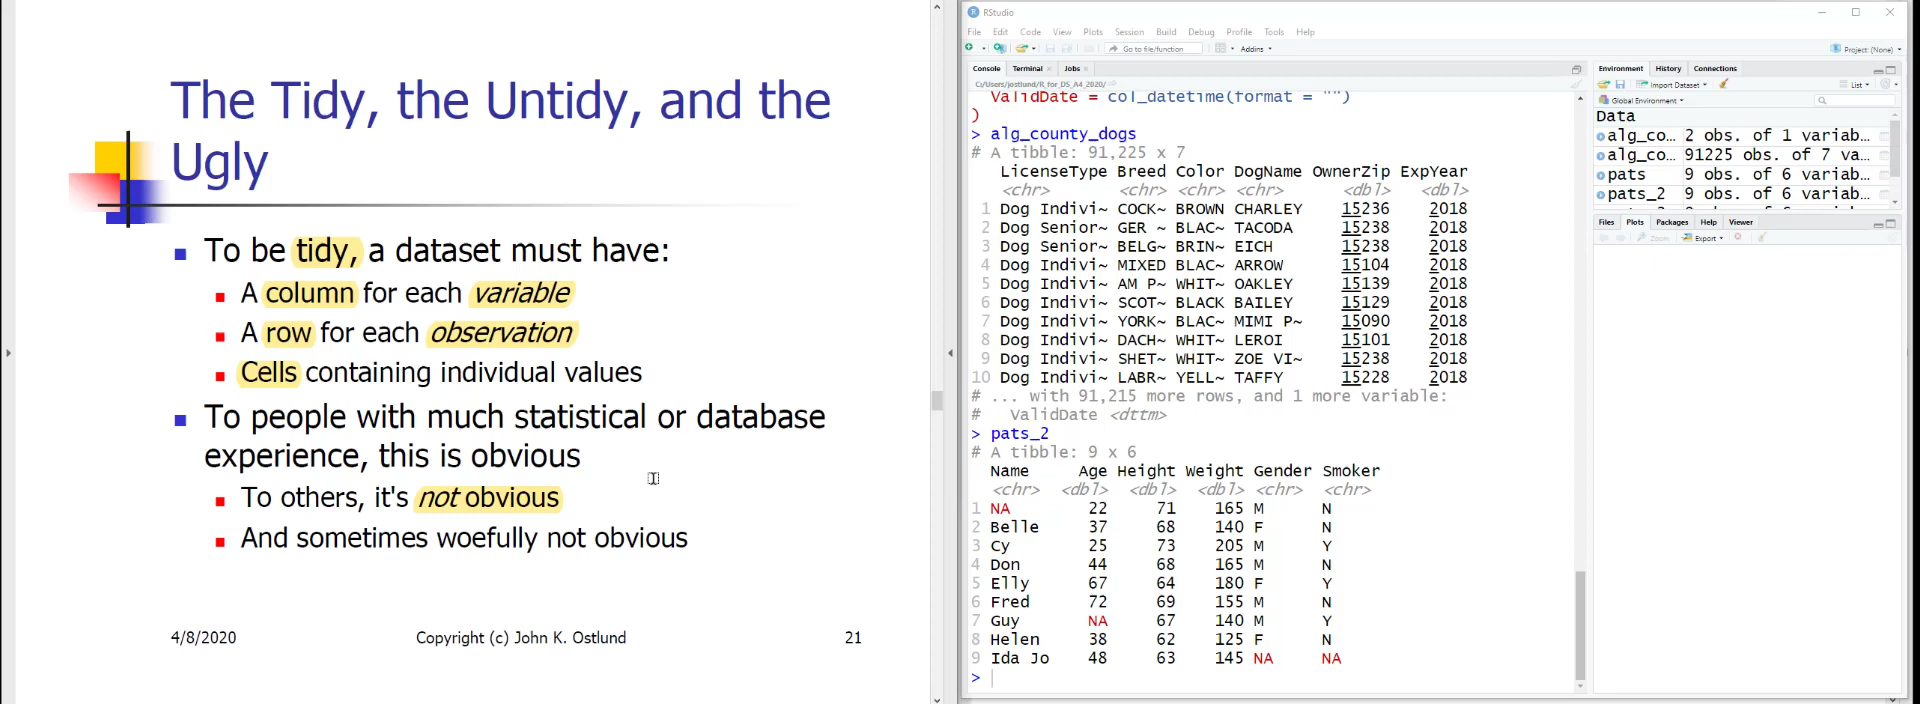 The Tidy, the Untidy, and the
Ugly
To be tidy, a dataset must have:
A column for each variable
A row for each observation
Cells containing individual values
To people with much statistical or database
experience, this is obvious
To others, it's not obvious
And sometimes woefully not obvious
4/8/2020 Copyright (c) John K. Ostlund 21
RStudio
File Edit Code View Plots Session Build Debug Profile Tools Help
Go to file/function Addins Project: (None)
Console Terminal Jobs
C:/Users/jostlund/R_for_DS_A4_2020/
ValidDate = col_datetime(format = "")
)
> alg_county_dogs
# A tibble: 91,225 x 7
LicenseType Breed Color DogName OwnerZip ExpYear
<chr> <chr> <chr> <chr> <dbl> <dbl>
1 Dog Indivi~ COCK~ BROWN CHARLEY 15236 2018
2 Dog Senior~ GER ~ BLAC~ TACODA 15238 2018
3 Dog Indivi~ BELG~ BRIN~ EICH 15238 2018
4 Dog Indivi~ MIXED BLAC~ ARROW 15104 2018
5 Dog Indivi~ AM P~ WHIT~ OAKLEY 15139 2018
6 Dog Indivi~ SCOT~ BLACK BAILEY 15129 2018
7 Dog Indivi~ YORK~ BLAC~ MIMI P~ 15090 2018
8 Dog Indivi~ DACH~ WHIT~ LEROI 15101 2018
9 Dog Indivi~ SHET~ WHIT~ ZOE VI~ 15238 2018
10 Dog Indivi~ LABR~ YELL~ TAFFY 15228 2018
# ... with 91,215 more rows, and 1 more variable:
# ValidDate <dttm>
> pats_2
# A tibble: 9 x 6
Name Age Height Weight Gender Smoker
<chr> <dbl> <dbl> <dbl> <chr> <chr>
1 NA 22 71 165 M N
2 Belle 37 68 140 F N
3 Cy 25 73 205 M Y
4 Don 44 68 165 M N
5 Elly 67 64 180 F Y
6 Fred 72 69 155 M N
7 Guy NA 67 140 M Y
8 Helen 38 62 125 F N
9 Ida Jo 48 63 145 NA NA
>
Environment History Connections
Import Dataset List
Global Environment
Data
alg_co… 2 obs. of 1 variab…
alg_co… 91225 obs. of 7 va…
pats 9 obs. of 6 variab…
pats_2 9 obs. of 6 variab…
Files Plots Packages Help Viewer
Zoom Export